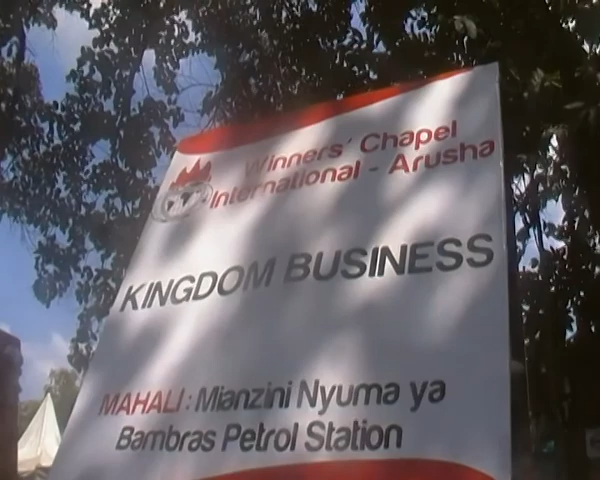 Winners' Chapel
International - Arusha
KINGDOM BUSINESS
MAHALI: Mianzini Nyuma ya
Bambras Petrol Station